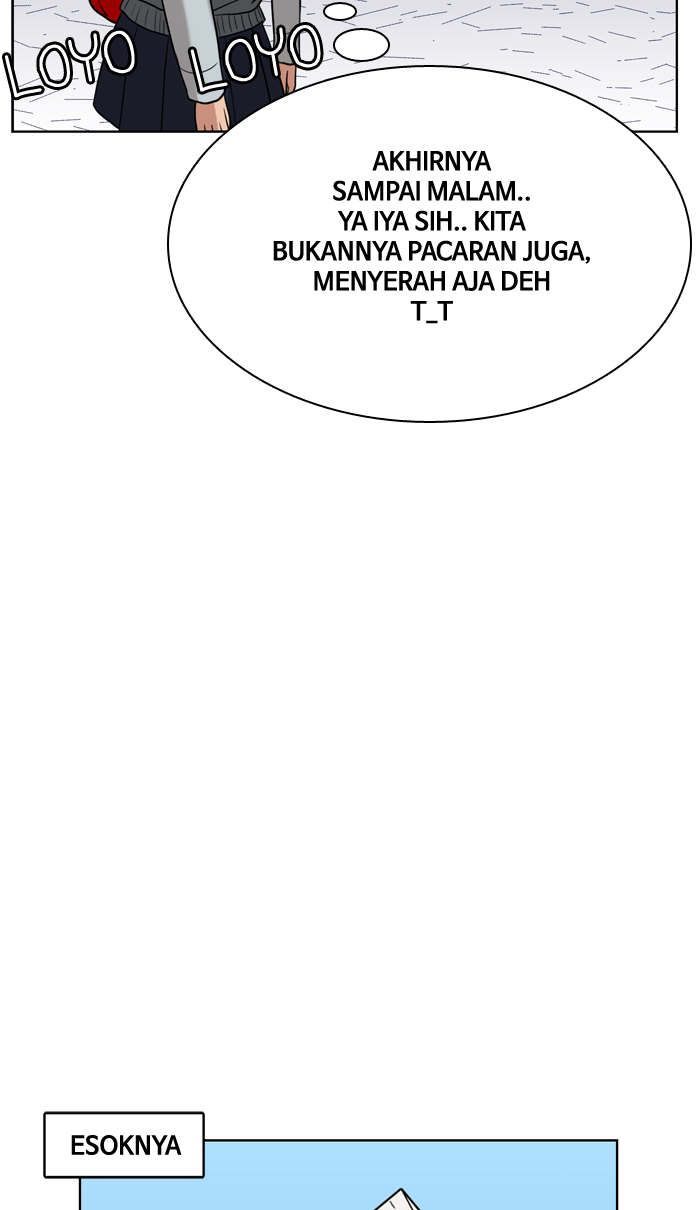 LOYO LOYO
AKHIRNYA
SAMPAI MALAM..
YA IYA SIH.. KITA
BUKANNYA PACARAN JUGA,
MENYERAH AJA DEH
T_T
ESOKNYA